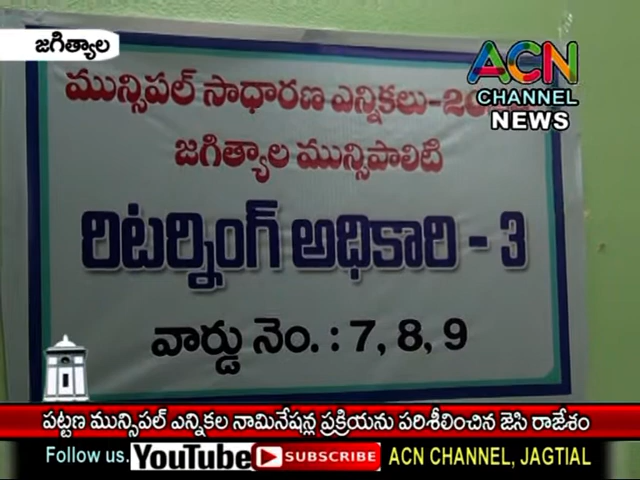 జగిత్యాల
ACN
CHANNEL
NEWS
మున్సిపల్ సాధారణ ఎన్నికలు-20
జగిత్యాల మున్సిపాలిటి
రిటర్నింగ్ అధికారి - 3
వార్డు నెం. : 7, 8, 9
పట్టణ మున్సిపల్ ఎన్నికల నామినేషన్ల ప్రక్రియను పరిశీలించిన జెసి రాజేశం
Follow us. YouTube SUBSCRIBE ACN CHANNEL, JAGTIAL